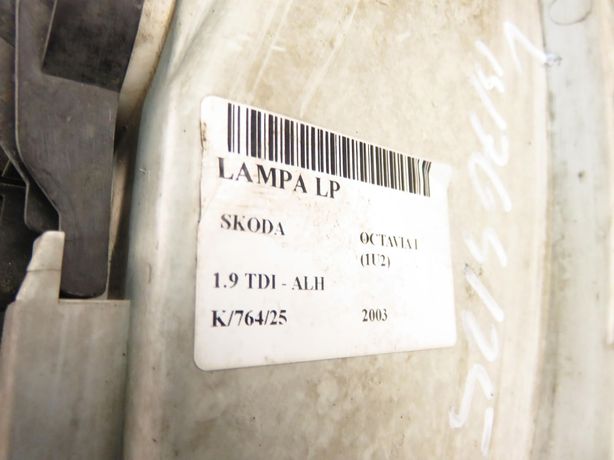 LAMPA LP
SKODA
OCTAVIA I
(1U2)
1.9 TDI - ALH
K/764/25
2003